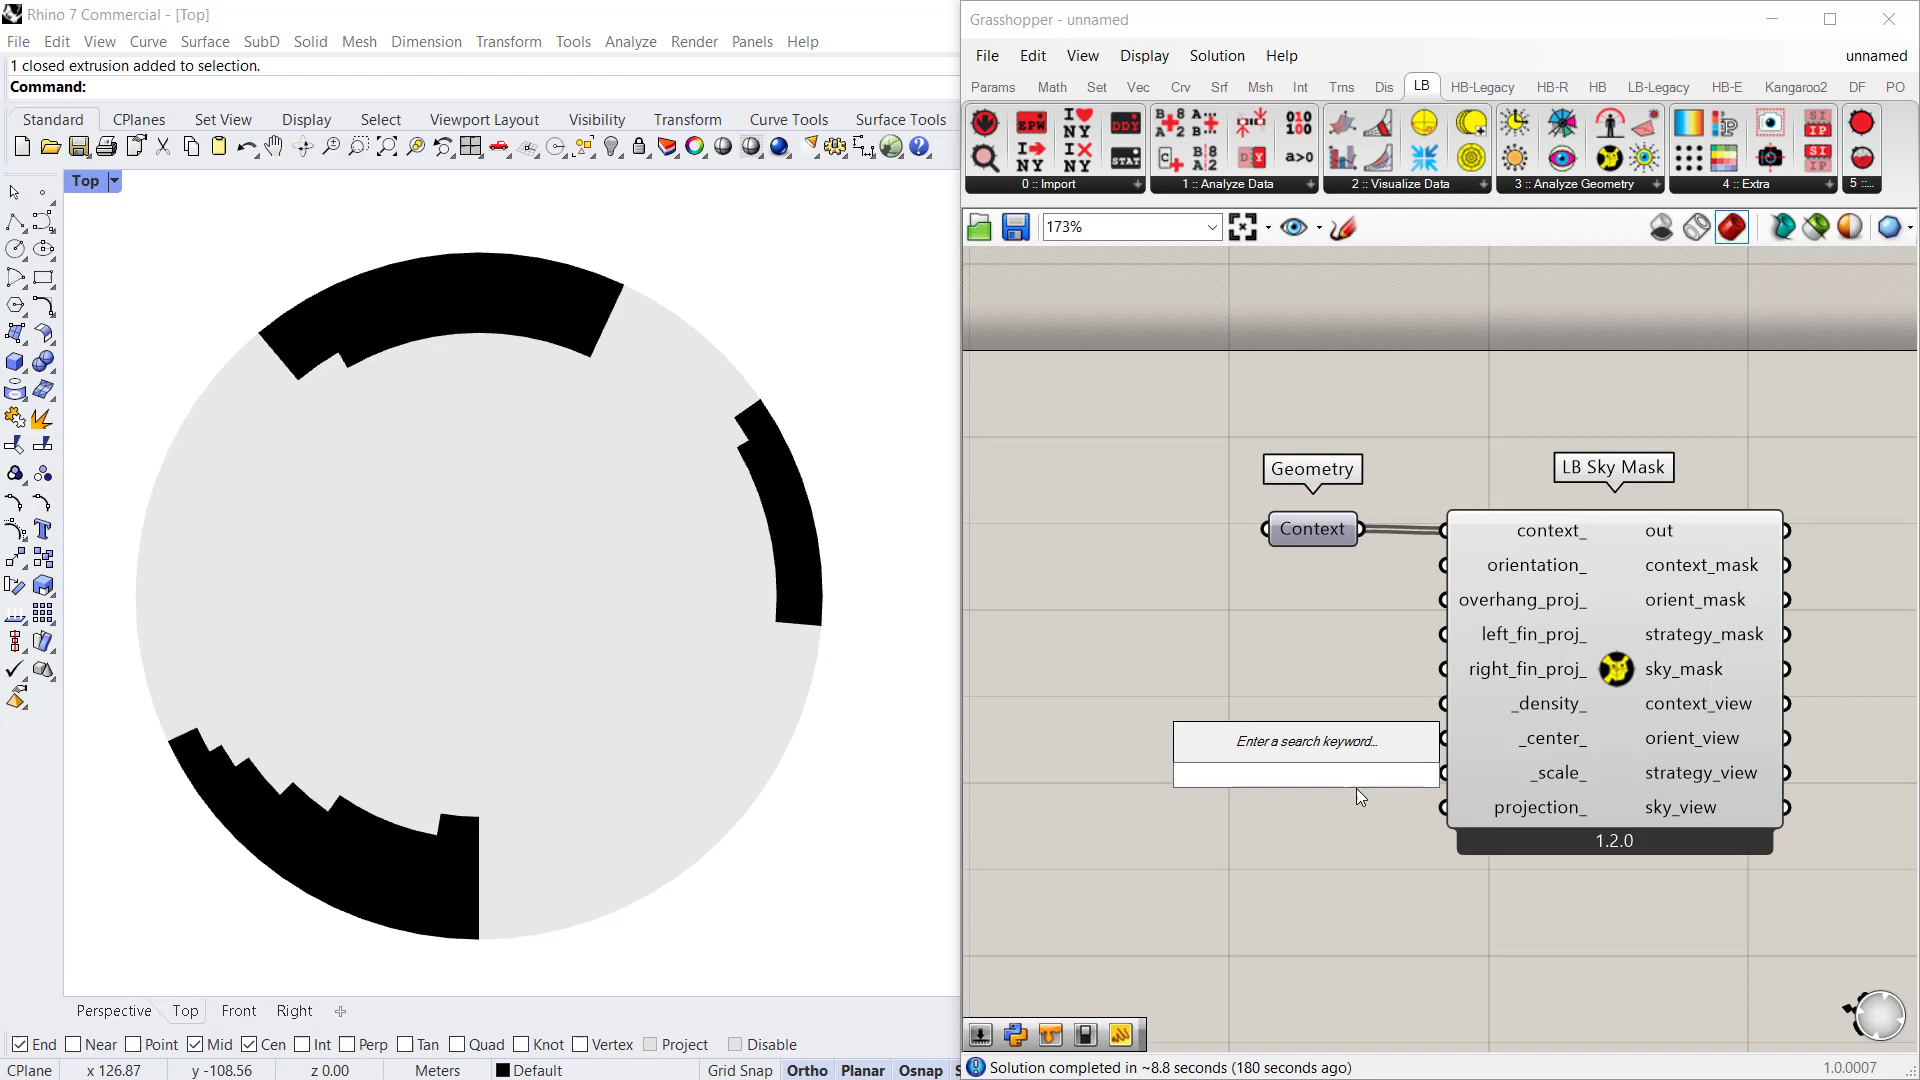 Rhino 7 Commercial - [Top]
File Edit View Curve Surface SubD Solid Mesh Dimension Transform Tools Analyze Render Panels Help
1 closed extrusion added to selection.
Command:
Standard CPlanes Set View Display Select Viewport Layout Visibility Transform Curve Tools Surface Tools
Top
Perspective Top Front Right
End Near Point Mid Cen Int Perp Tan Quad Knot Vertex Project Disable
CPlane x 126.87 y -108.56 z 0.00 Meters Default Grid Snap Ortho Planar Osnap S
Grasshopper - unnamed
File Edit View Display Solution Help unnamed
Params Math Set Vec Crv Srf Msh Int Trns Dis LB HB-Legacy HB-R HB LB-Legacy HB-E Kangaroo2 DF PO
0 :: Import
1 :: Analyze Data
2 :: Visualize Data
3 :: Analyze Geometry
4 :: Extra
5 ::...
173%
Geometry
LB Sky Mask
Context
context_ out
orientation_ context_mask
overhang_proj_ orient_mask
left_fin_proj_ strategy_mask
right_fin_proj_ sky_mask
_density_ context_view
_center_ orient_view
_scale_ strategy_view
projection_ sky_view
1.2.0
Enter a search keyword...
Solution completed in ~8.8 seconds (180 seconds ago)
1.0.0007